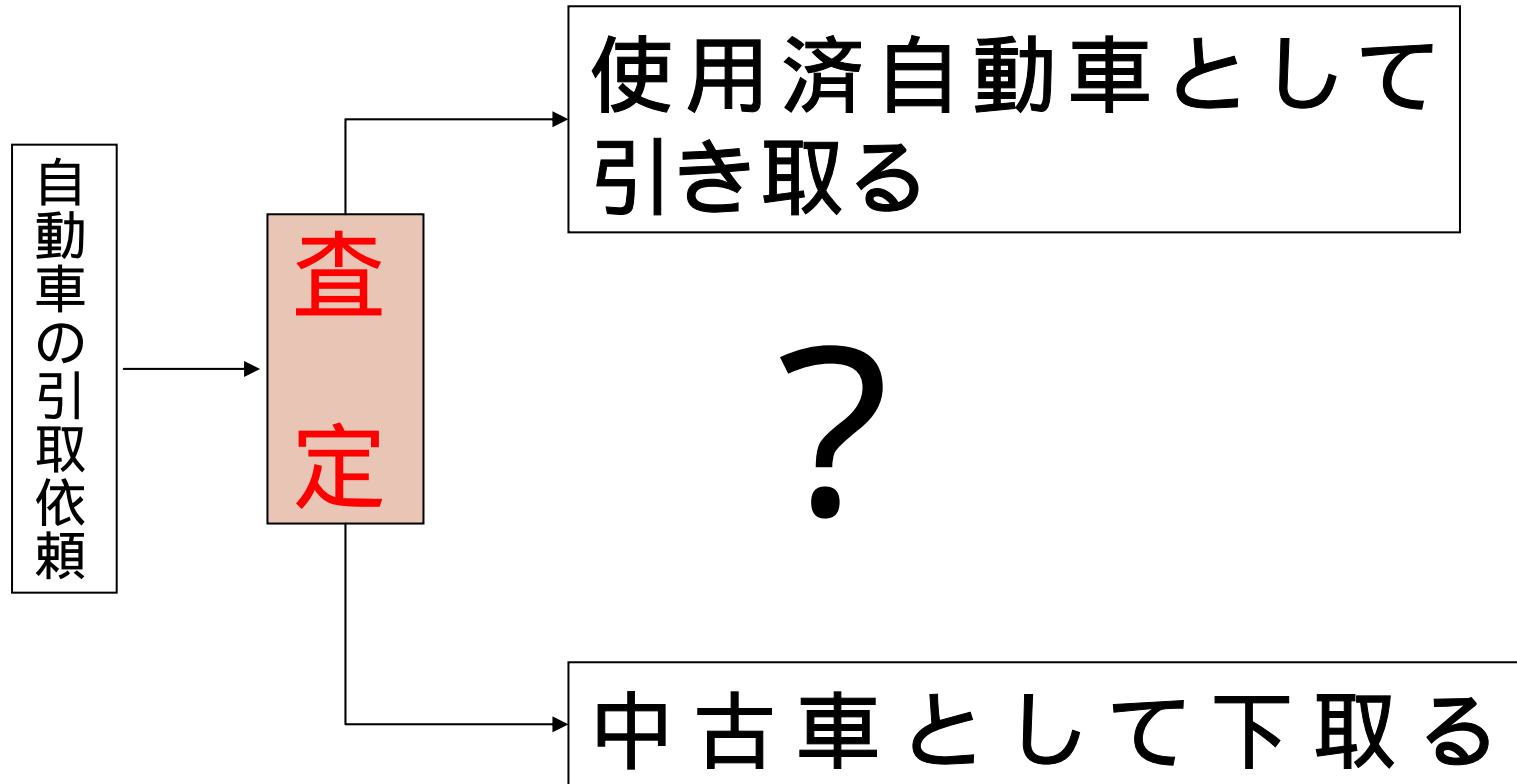 自動車の引取依頼
査定
使用済自動車として
引き取る
？
中古車として下取る